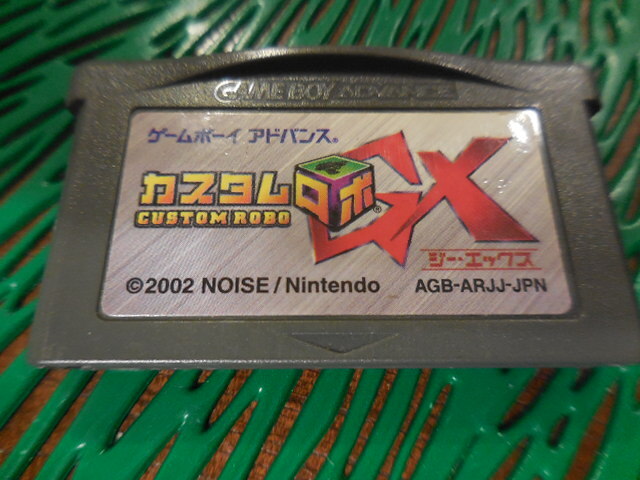 GAME BOY ADVANCE
ゲームボーイ アドバンス®
カスタムロボ® GX
CUSTOM ROBO
ジー・エックス
©2002 NOISE/Nintendo
AGB-ARJJ-JPN